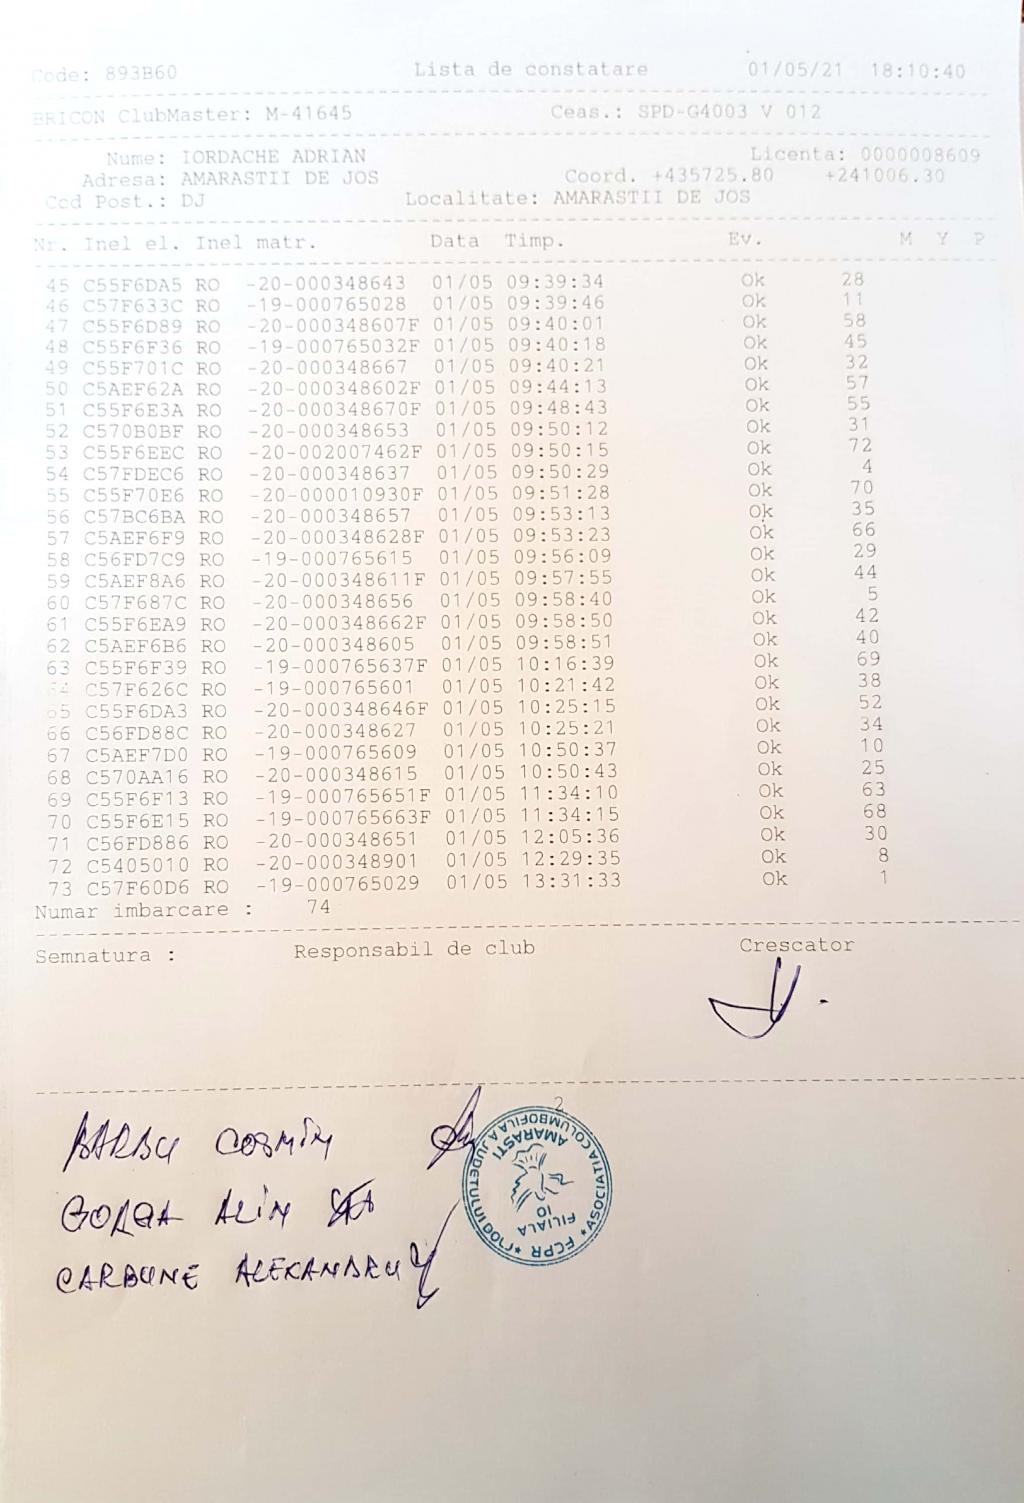 Code: 893B60 Lista de constatare 01/05/21 18:10:40
BRICON ClubMaster: M-41645 Ceas.: SPD-G4003 V 012
Nume: IORDACHE ADRIAN Licenta: 0000008609
Adresa: AMARASTII DE JOS Coord. +435725.80 +241006.30
Cod Post.: DJ Localitate: AMARASTII DE JOS
Nr. Inel el. Inel matr. Data Timp. Ev. M Y P
45 C55F6DA5 RO -20-000348643 01/05 09:39:34 Ok 28
46 C57F633C RO -19-000765028 01/05 09:39:46 Ok 11
47 C55F6D89 RO -20-000348607F 01/05 09:40:01 Ok 58
48 C55F6F36 RO -19-000765032F 01/05 09:40:18 Ok 45
49 C55F701C RO -20-000348667 01/05 09:40:21 Ok 32
50 C5AEF62A RO -20-000348602F 01/05 09:44:13 Ok 57
51 C55F6E3A RO -20-000348670F 01/05 09:48:43 Ok 55
52 C570B0BF RO -20-000348653 01/05 09:50:12 Ok 31
53 C55F6EEC RO -20-002007462F 01/05 09:50:15 Ok 72
54 C57FDEC6 RO -20-000348637 01/05 09:50:29 Ok 4
55 C55F70E6 RO -20-000010930F 01/05 09:51:28 Ok 70
56 C57BC6BA RO -20-000348657 01/05 09:53:13 Ok 35
57 C5AEF6F9 RO -20-000348628F 01/05 09:53:23 Ok 66
58 C56FD7C9 RO -19-000765615 01/05 09:56:09 Ok 29
59 C5AEF8A6 RO -20-000348611F 01/05 09:57:55 Ok 44
60 C57F687C RO -20-000348656 01/05 09:58:40 Ok 5
61 C55F6EA9 RO -20-000348662F 01/05 09:58:50 Ok 42
62 C5AEF6B6 RO -20-000348605 01/05 09:58:51 Ok 40
63 C55F6F39 RO -19-000765637F 01/05 10:16:39 Ok 69
64 C57F626C RO -19-000765601 01/05 10:21:42 Ok 38
65 C55F6DA3 RO -20-000348646F 01/05 10:25:15 Ok 52
66 C56FD88C RO -20-000348627 01/05 10:25:21 Ok 34
67 C5AEF7D0 RO -19-000765609 01/05 10:50:37 Ok 10
68 C570AA16 RO -20-000348615 01/05 10:50:43 Ok 25
69 C55F6F13 RO -19-000765651F 01/05 11:34:10 Ok 63
70 C55F6E15 RO -19-000765663F 01/05 11:34:15 Ok 68
71 C56FD886 RO -20-000348651 01/05 12:05:36 Ok 30
72 C5405010 RO -20-000348901 01/05 12:29:35 Ok 8
73 C57F60D6 RO -19-000765029 01/05 13:31:33 Ok 1
Numar imbarcare : 74
Semnatura : Responsabil de club Crescator
2
BARBU COSMIN
GORGA ALIN
CARBUNE ALEXANDRU
*ASOCIATIA COLUMBOFILA A JUDETULUI DOLJ* FCPR
AMARASTI
FILIALA
10